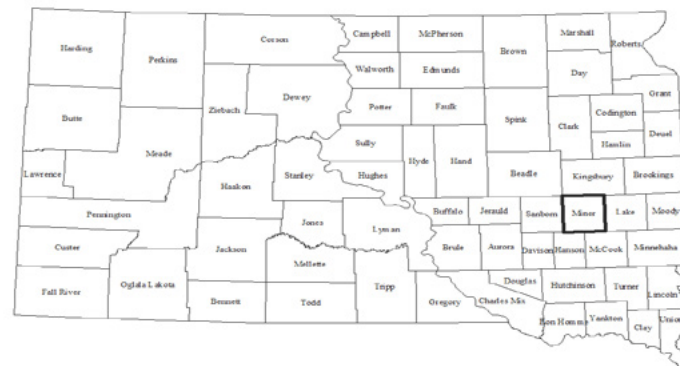 Harding
Perkins
Corson
Campbell
McPherson
Brown
Marshall
Roberts
Walworth
Edmunds
Day
Grant
Butte
Ziebach
Dewey
Potter
Faulk
Spink
Clark
Codington
Hamlin
Deuel
Lawrence
Meade
Haakon
Stanley
Sully
Hughes
Hyde
Hand
Beadle
Kingsbury
Brookings
Pennington
Jones
Lyman
Buffalo
Jerauld
Sanborn
Miner
Lake
Moody
Custer
Jackson
Mellette
Brule
Aurora
Davison
Hanson
McCook
Minnehaha
Fall River
Oglala Lakota
Bennett
Todd
Tripp
Gregory
Charles Mix
Douglas
Hutchinson
Turner
Lincoln
Bon Homme
Yankton
Clay
Union